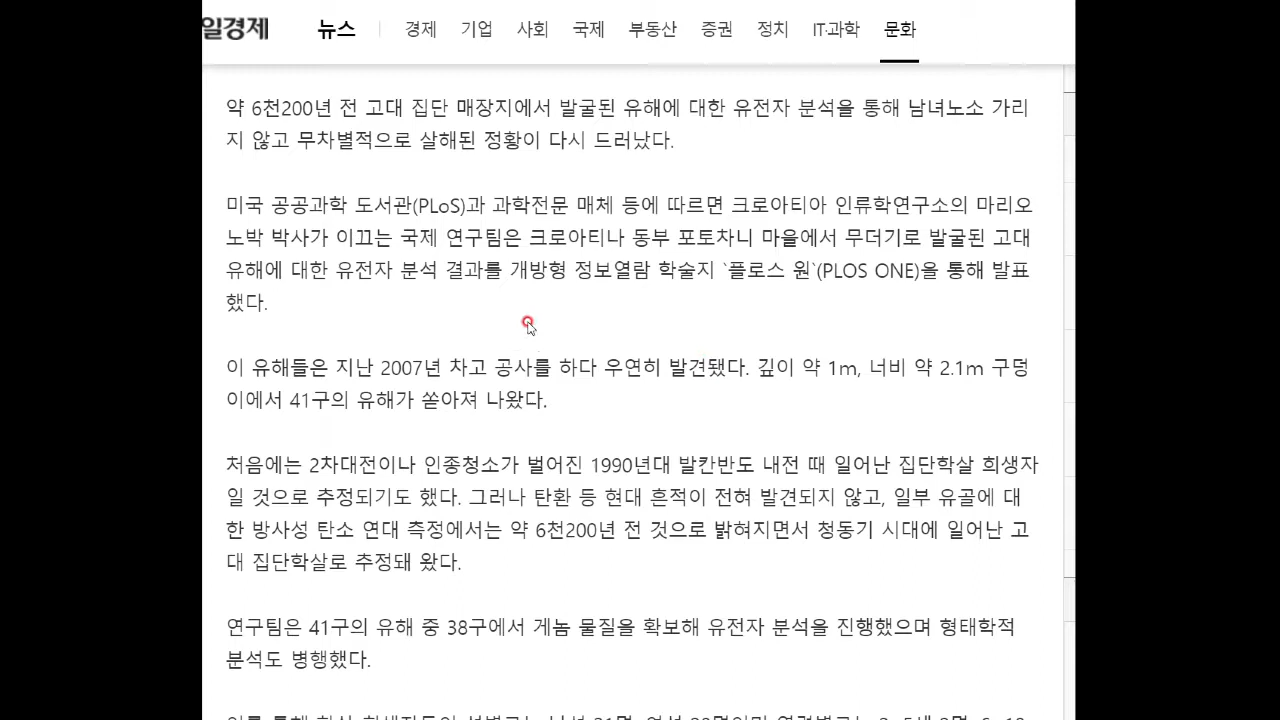 일경제
뉴스 경제 기업 사회 국제 부동산 증권 정치 IT·과학 문화
약 6천200년 전 고대 집단 매장지에서 발굴된 유해에 대한 유전자 분석을 통해 남녀노소 가리
지 않고 무차별적으로 살해된 정황이 다시 드러났다.
미국 공공과학 도서관(PLoS)과 과학전문 매체 등에 따르면 크로아티아 인류학연구소의 마리오
노박 박사가 이끄는 국제 연구팀은 크로아티나 동부 포토차니 마을에서 무더기로 발굴된 고대
유해에 대한 유전자 분석 결과를 개방형 정보열람 학술지 `플로스 원`(PLOS ONE)을 통해 발표
했다.
이 유해들은 지난 2007년 차고 공사를 하다 우연히 발견됐다. 깊이 약 1m, 너비 약 2.1m 구덩
이에서 41구의 유해가 쏟아져 나왔다.
처음에는 2차대전이나 인종청소가 벌어진 1990년대 발칸반도 내전 때 일어난 집단학살 희생자
일 것으로 추정되기도 했다. 그러나 탄환 등 현대 흔적이 전혀 발견되지 않고, 일부 유골에 대
한 방사성 탄소 연대 측정에서는 약 6천200년 전 것으로 밝혀지면서 청동기 시대에 일어난 고
대 집단학살로 추정돼 왔다.
연구팀은 41구의 유해 중 38구에서 게놈 물질을 확보해 유전자 분석을 진행했으며 형태학적
분석도 병행했다.